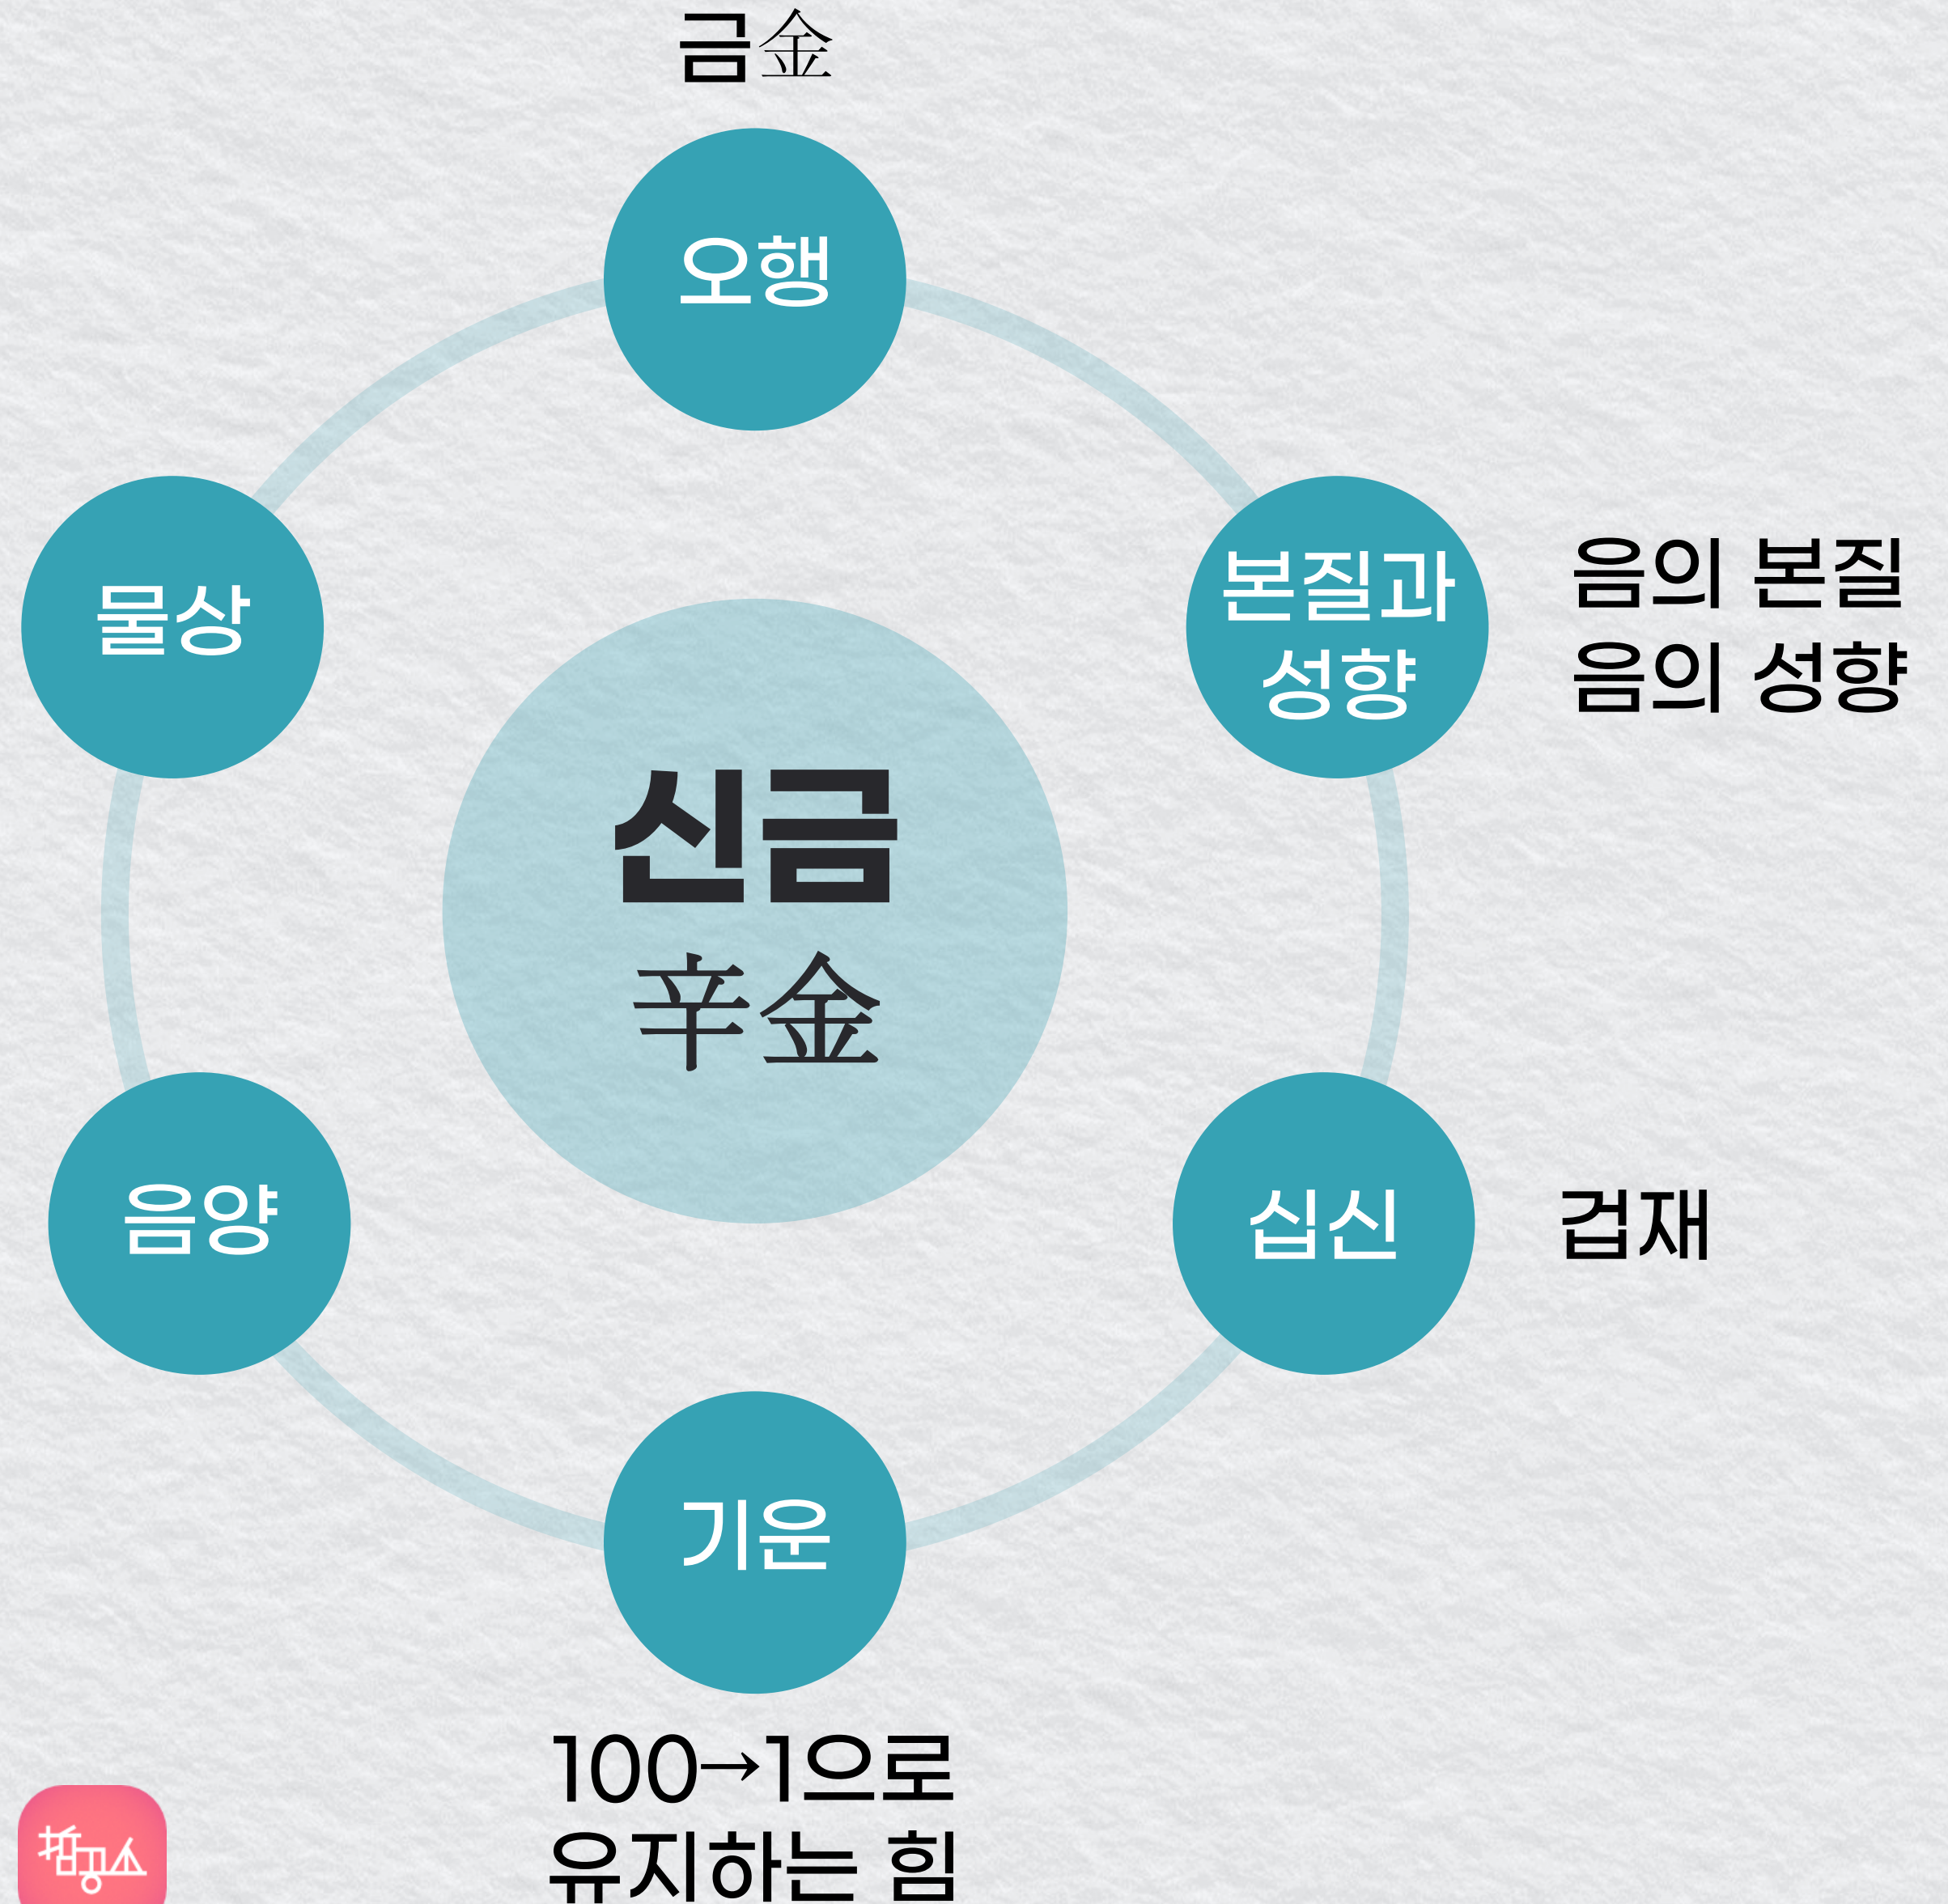 금金
오행
물상
본질과
성향
음의 본질
음의 성향
신금
辛金
음양
십신
겁재
기운
100→1으로
유지하는 힘